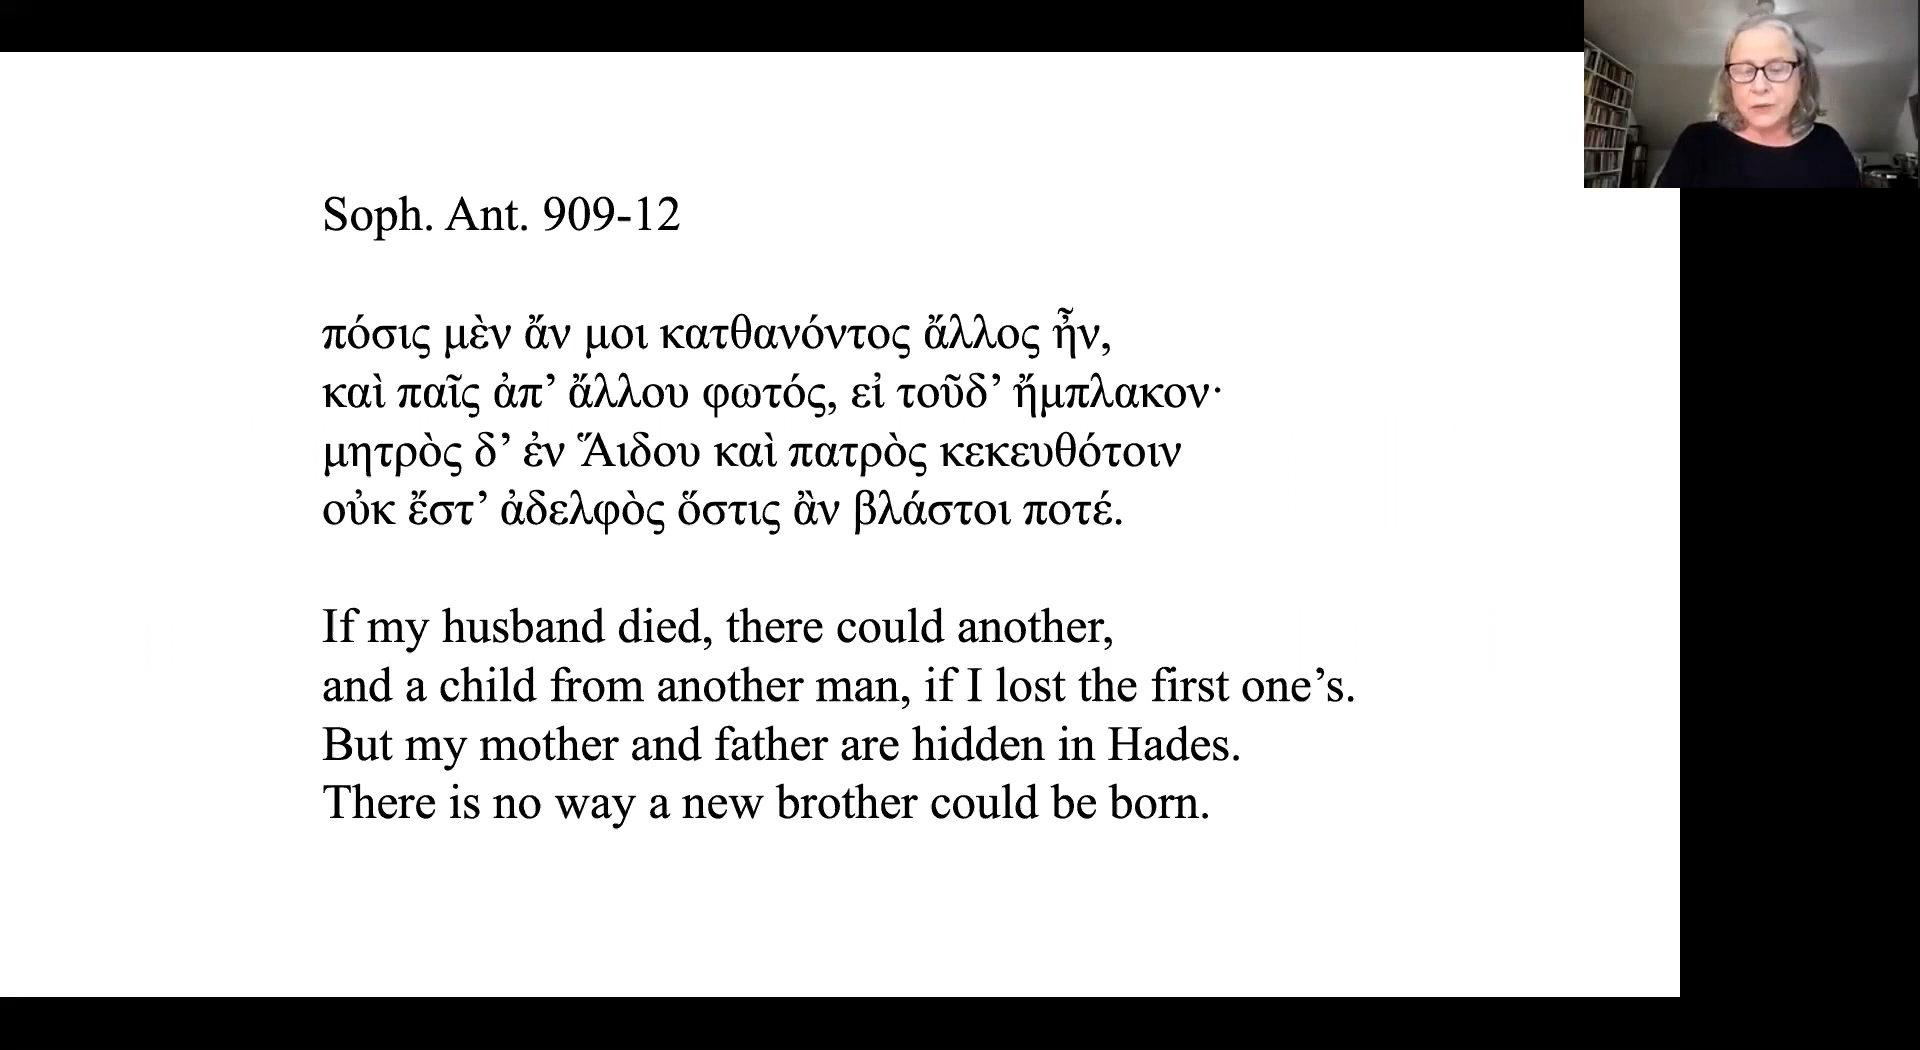 Soph. Ant. 909-12
πόσις μὲν ἄν μοι κατθανόντος ἄλλος ἦν,
καὶ παῖς ἀπ’ ἄλλου φωτός, εἰ τοῦδ’ ἤμπλακον·
μητρὸς δ’ ἐν Ἅιδου καὶ πατρὸς κεκευθότοιν
οὐκ ἔστ’ ἀδελφὸς ὅστις ἂν βλάστοι ποτέ.
If my husband died, there could another,
and a child from another man, if I lost the first one’s.
But my mother and father are hidden in Hades.
There is no way a new brother could be born.